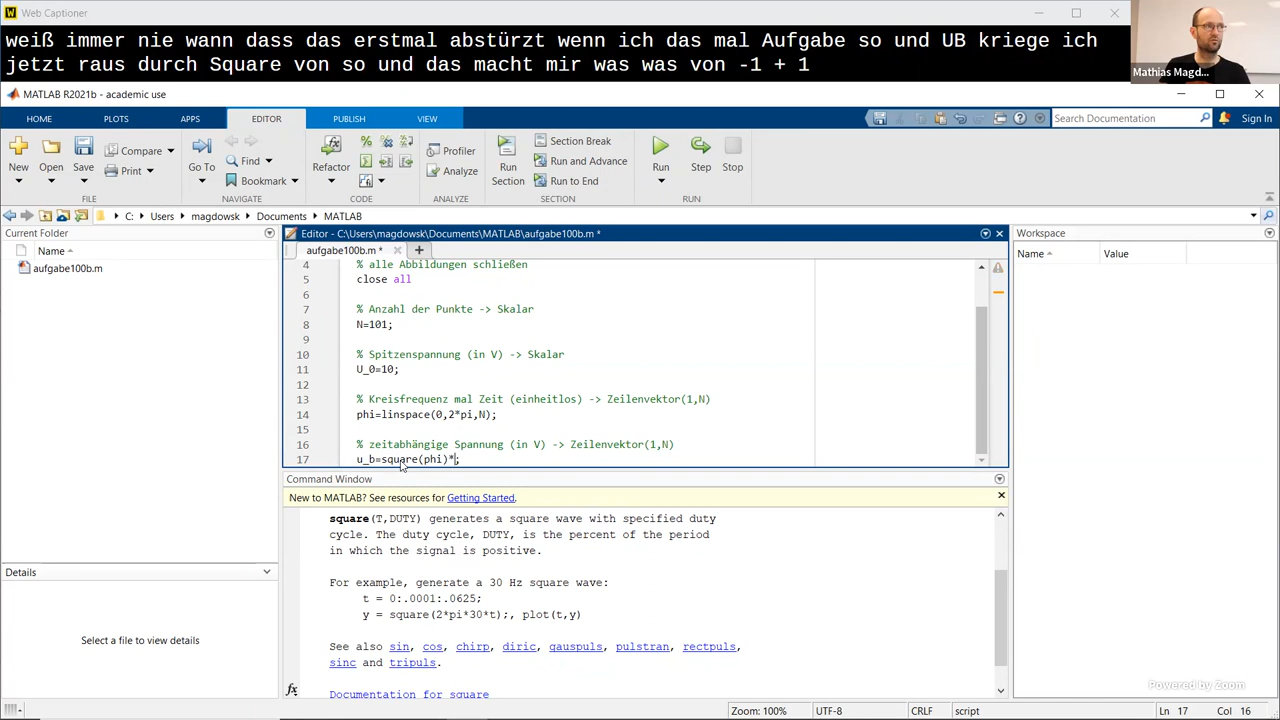 Web Captioner
weiß immer nie wann dass das erstmal abstürzt wenn ich das mal Aufgabe so und UB kriege ich
jetzt raus durch Square von so und das macht mir was was von -1 + 1
Mathias Magd...
MATLAB R2021b - academic use
HOME PLOTS APPS EDITOR PUBLISH VIEW
Search Documentation
Sign In
New Open Save Compare Print
Go To Find Bookmark
Refactor
Profiler
Analyze
Run Section
Section Break
Run and Advance
Run to End
Run Step Stop
FILE NAVIGATE CODE ANALYZE SECTION RUN
C: Users magdowsk Documents MATLAB
Current Folder
Name
aufgabe100b.m
Details
Select a file to view details
Editor - C:\Users\magdowsk\Documents\MATLAB\aufgabe100b.m *
aufgabe100b.m *
4 % alle Abbildungen schließen
5 close all
6
7 % Anzahl der Punkte -> Skalar
8 N=101;
9
10 % Spitzenspannung (in V) -> Skalar
11 U_0=10;
12
13 % Kreisfrequenz mal Zeit (einheitlos) -> Zeilenvektor(1,N)
14 phi=linspace(0,2*pi,N);
15
16 % zeitabhängige Spannung (in V) -> Zeilenvektor(1,N)
17 u_b=square(phi)*;
Command Window
New to MATLAB? See resources for Getting Started.
square(T,DUTY) generates a square wave with specified duty
cycle. The duty cycle, DUTY, is the percent of the period
in which the signal is positive.
For example, generate a 30 Hz square wave:
t = 0:.0001:.0625;
y = square(2*pi*30*t);, plot(t,y)
See also sin, cos, chirp, diric, gauspuls, pulstran, rectpuls,
sinc and tripuls.
Documentation for square
fx
Workspace
Name Value
Powered by Zoom
Zoom: 100% UTF-8 CRLF script Ln 17 Col 16